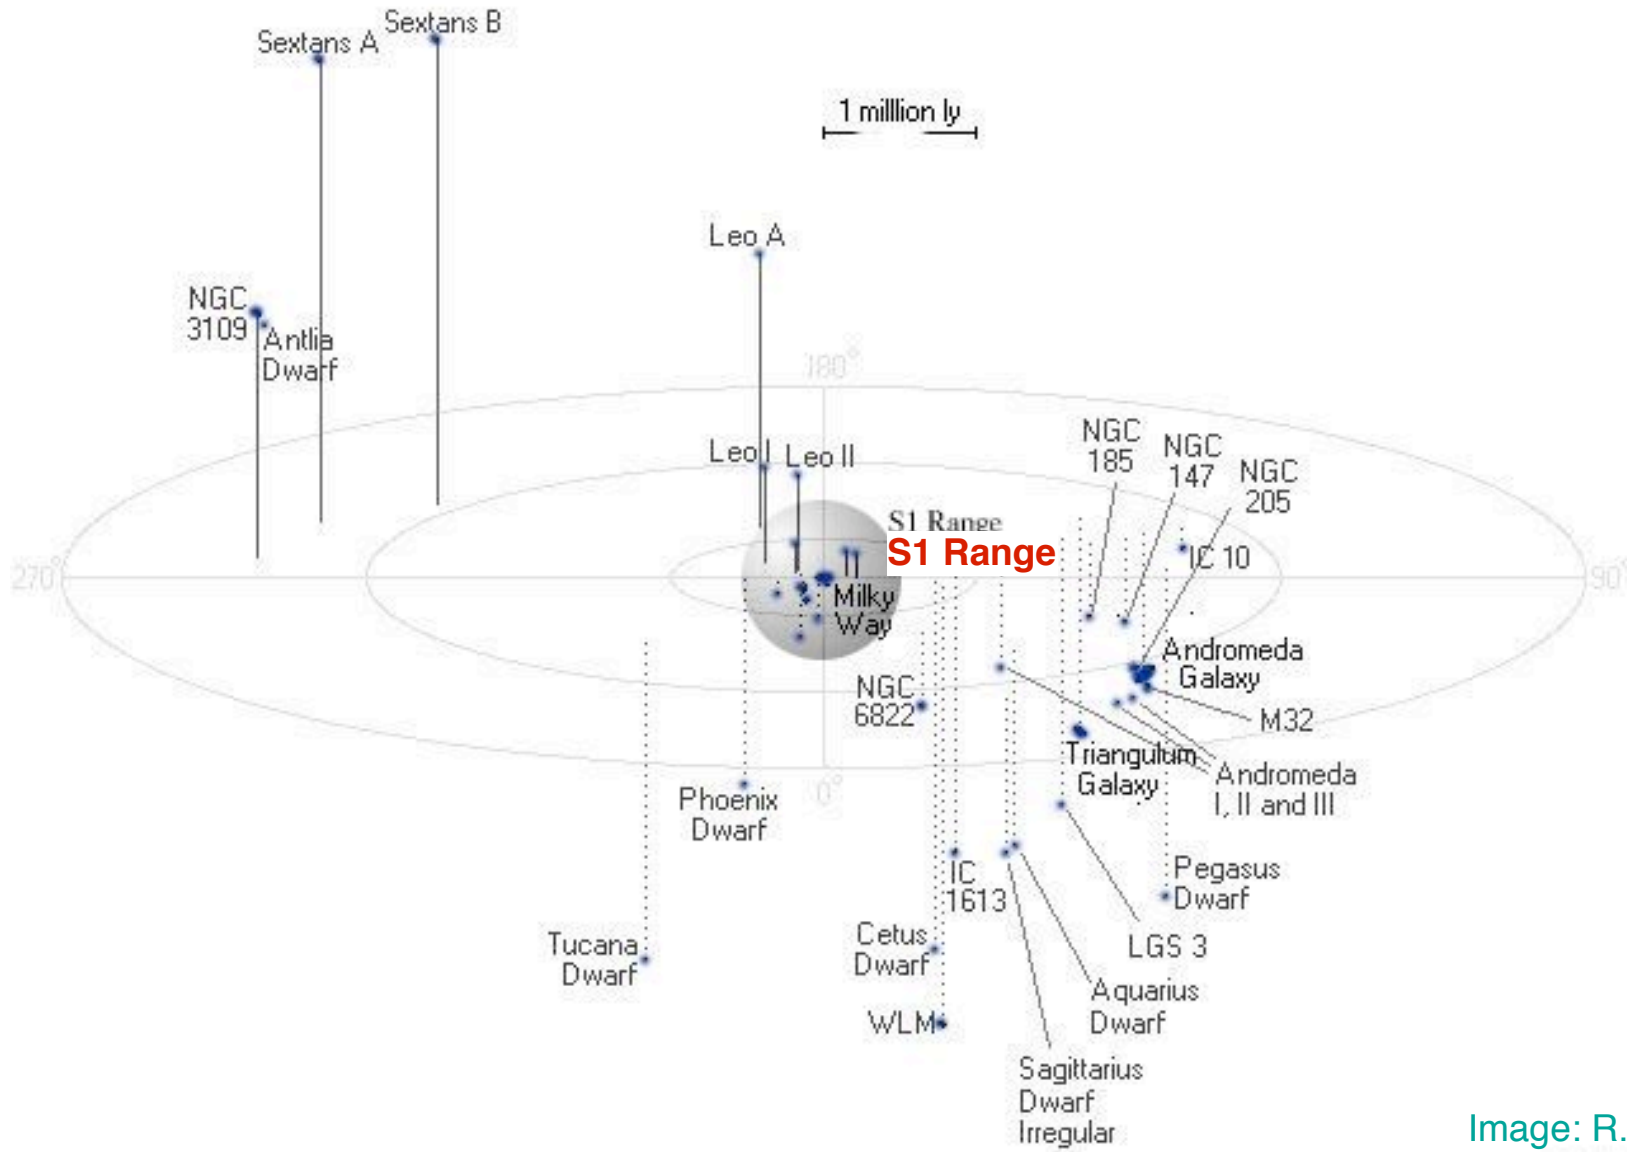 Sextans A
Sextans B
1 milllion ly
Leo A
NGC
3109
Antlia
Dwarf
180°
NGC
185
NGC
147
NGC
205
Leo I
Leo II
S1 Range
S1 Range
IC 10
270°
90°
Milky
Way
Andromeda
Galaxy
NGC
6822
M32
Triangulum
Galaxy
Andromeda
I, II and III
Phoenix
Dwarf
0°
IC
1613
Pegasus
Dwarf
Tucana
Dwarf
Cetus
Dwarf
LGS 3
Aquarius
Dwarf
WLM
Sagittarius
Dwarf
Irregular
Image: R.